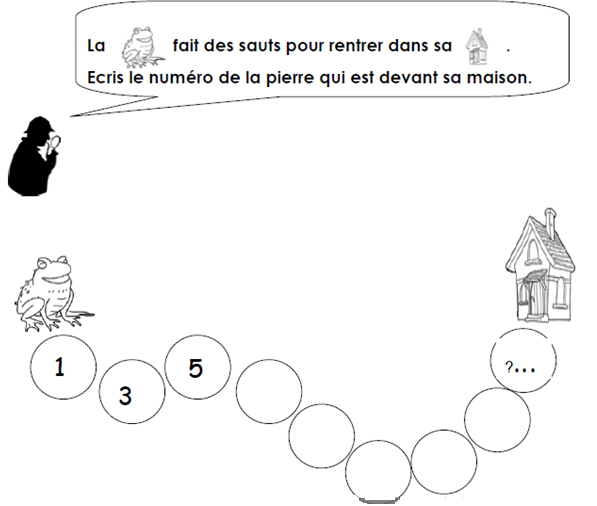 La fait des sauts pour rentrer dans sa .
Ecris le numéro de la pierre qui est devant sa maison.
1
3
5
?...